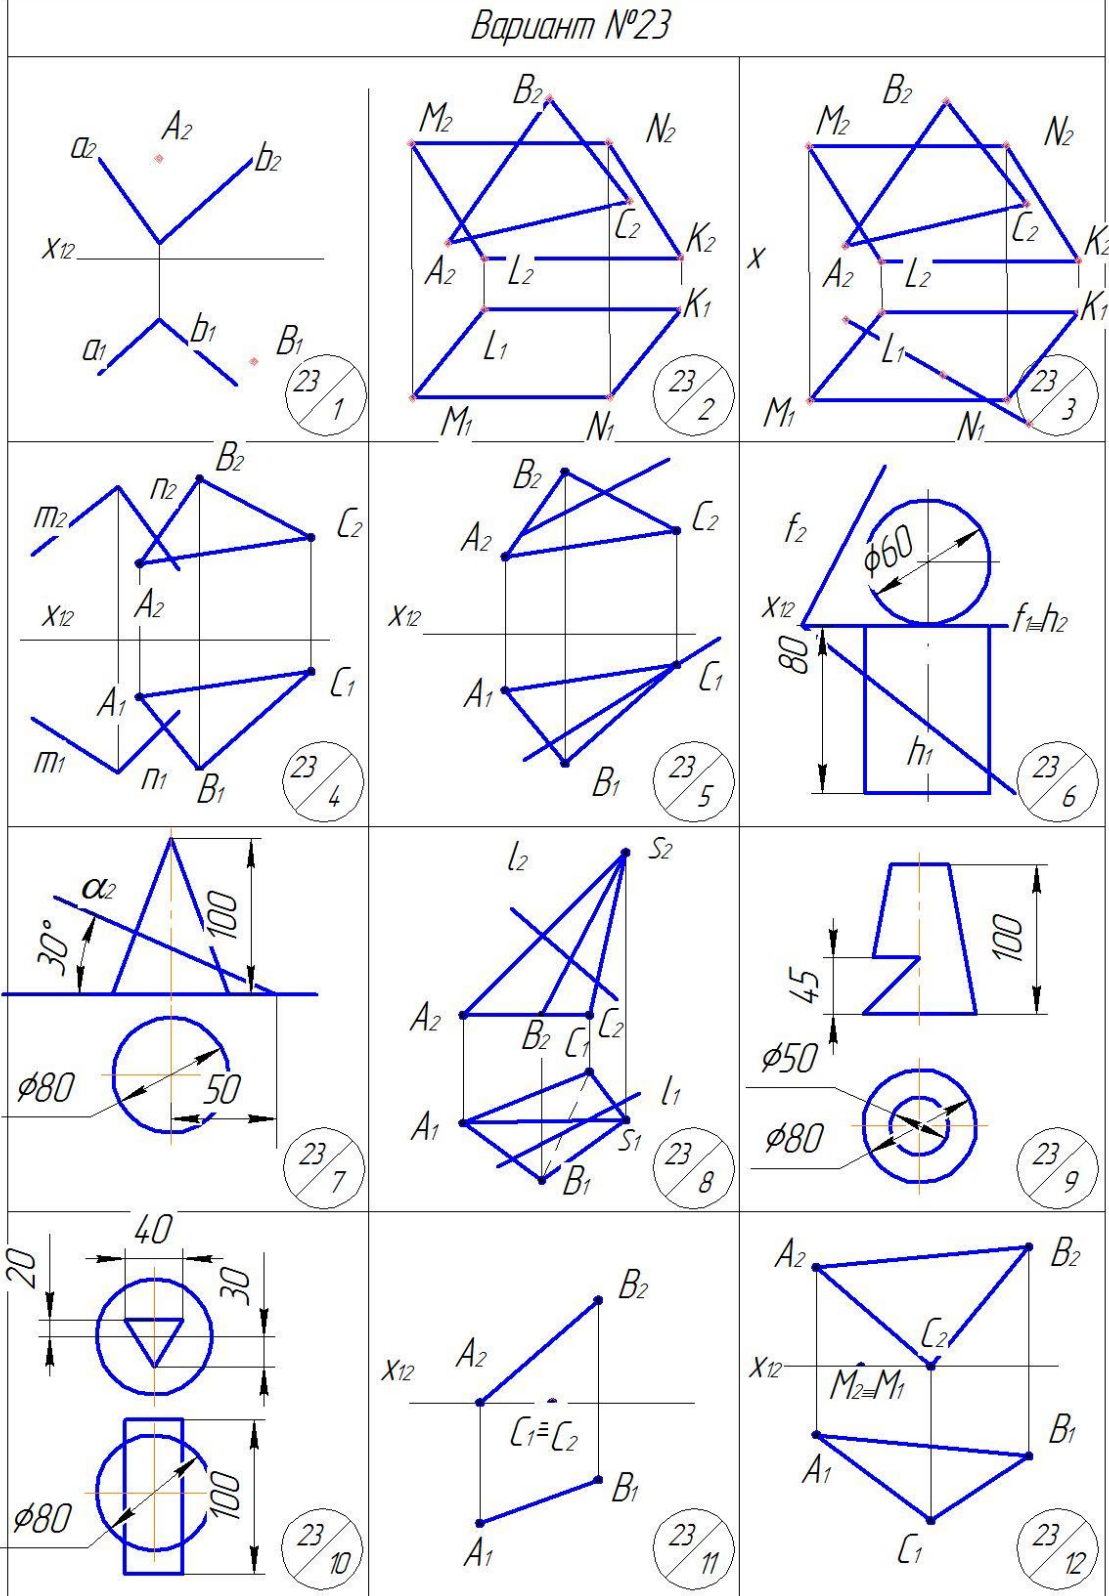 Вариант №23
a₂
A₂
b₂
x₁₂
a₁
b₁
B₁
23
1
B₂
M₂
N₂
C₂
A₂
L₂
K₂
K₁
L₁
M₁
N₁
23
2
B₂
M₂
N₂
C₂
A₂
L₂
K₂
x
K₁
L₁
M₁
N₁
23
3
B₂
m₂
n₂
C₂
A₂
x₁₂
A₁
C₁
m₁
n₁
B₁
23
4
B₂
C₂
A₂
x₁₂
A₁
C₁
B₁
23
5
f₂
ϕ60
x₁₂
f₁≡h₂
80
h₁
23
6
α₂
30°
100
ϕ80
50
23
7
l₂
S₂
A₂
B₂
C₁
C₂
A₁
l₁
S₁
B₁
23
8
45
100
ϕ50
ϕ80
23
9
40
20
30
ϕ80
100
23
10
B₂
A₂
x₁₂
C₁≡C₂
B₁
A₁
23
11
A₂
B₂
C₂
x₁₂
M₂≡M₁
B₁
A₁
C₁
23
12